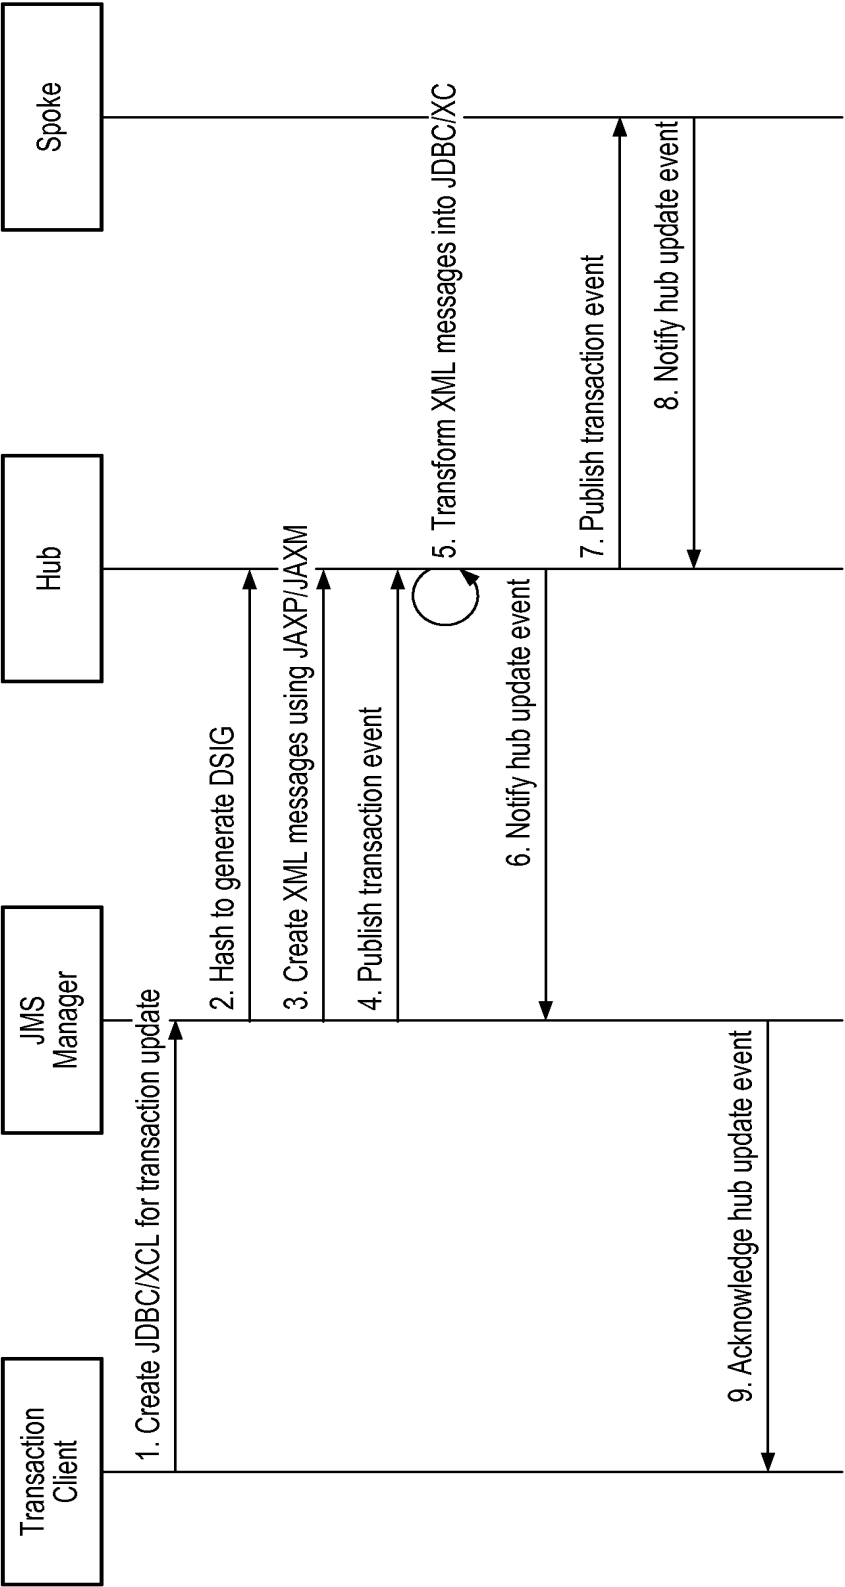 Transaction
Client
JMS
Manager
Hub
Spoke
1. Create JDBC/XCL for transaction update
2. Hash to generate DSIG
3. Create XML messages using JAXP/JAXM
4. Publish transaction event
5. Transform XML messages into JDBC/XC
6. Notify hub update event
7. Publish transaction event
8. Notify hub update event
9. Acknowledge hub update event